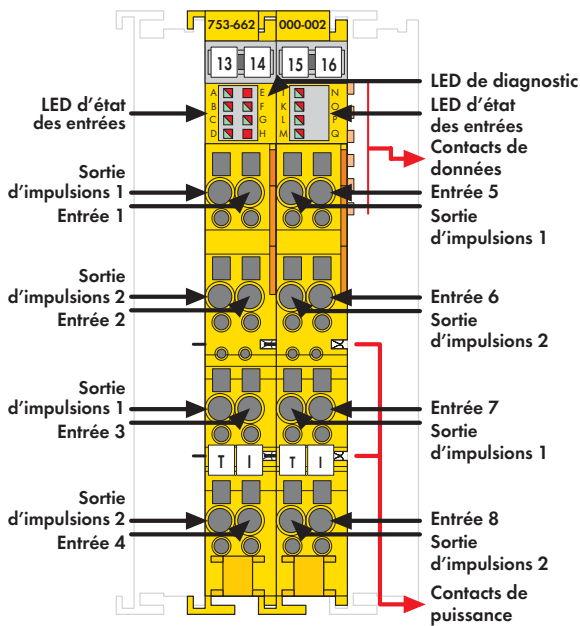 753-662 000-002
13 14 15 16
A E
B F
C G
D H
N
K
L
M Q
LED d'état
des entrées
Sortie
d'impulsions 1
Entrée 1
Sortie
d'impulsions 2
Entrée 2
Sortie
d'impulsions 1
Entrée 3
Sortie
d'impulsions 2
Entrée 4
T I T I
LED de diagnostic
LED d'état
des entrées
Contacts de
données
Entrée 5
Sortie
d'impulsions 1
Entrée 6
Sortie
d'impulsions 2
Entrée 7
Sortie
d'impulsions 1
Entrée 8
Sortie
d'impulsions 2
Contacts de
puissance